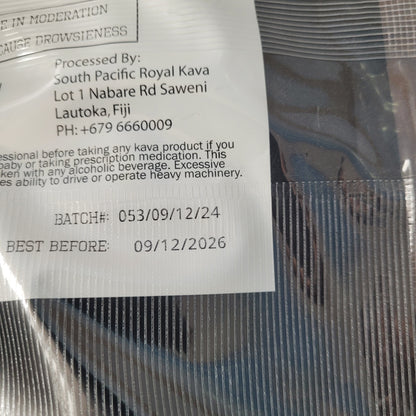 E IN MODERATION
CAUSE DROWSIENESS
Processed By:
South Pacific Royal Kava
Lot 1 Nabare Rd Saweni
Lautoka, Fiji
PH: +679 6660009
essional before taking any kava product if you
baby or taking prescription medication. This
ken with any alcoholic beverage. Excessive
es ability to drive or operate heavy machinery.
BATCH#: 053/09/12/24
BEST BEFORE: 09/12/2026